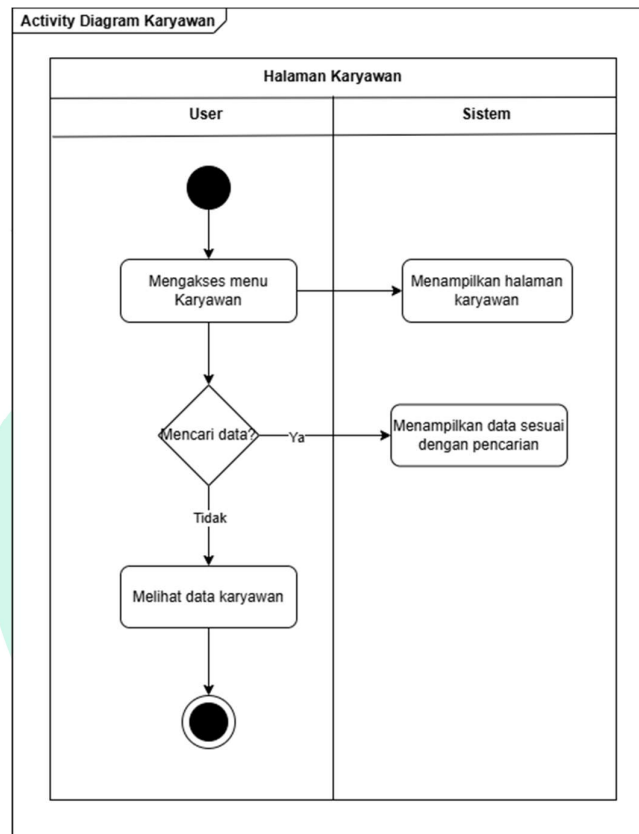 Activity Diagram Karyawan
Halaman Karyawan
User
Sistem
Mengakses menu
Karyawan
Menampilkan halaman
karyawan
Mencari data?
Ya
Menampilkan data sesuai
dengan pencarian
Tidak
Melihat data karyawan